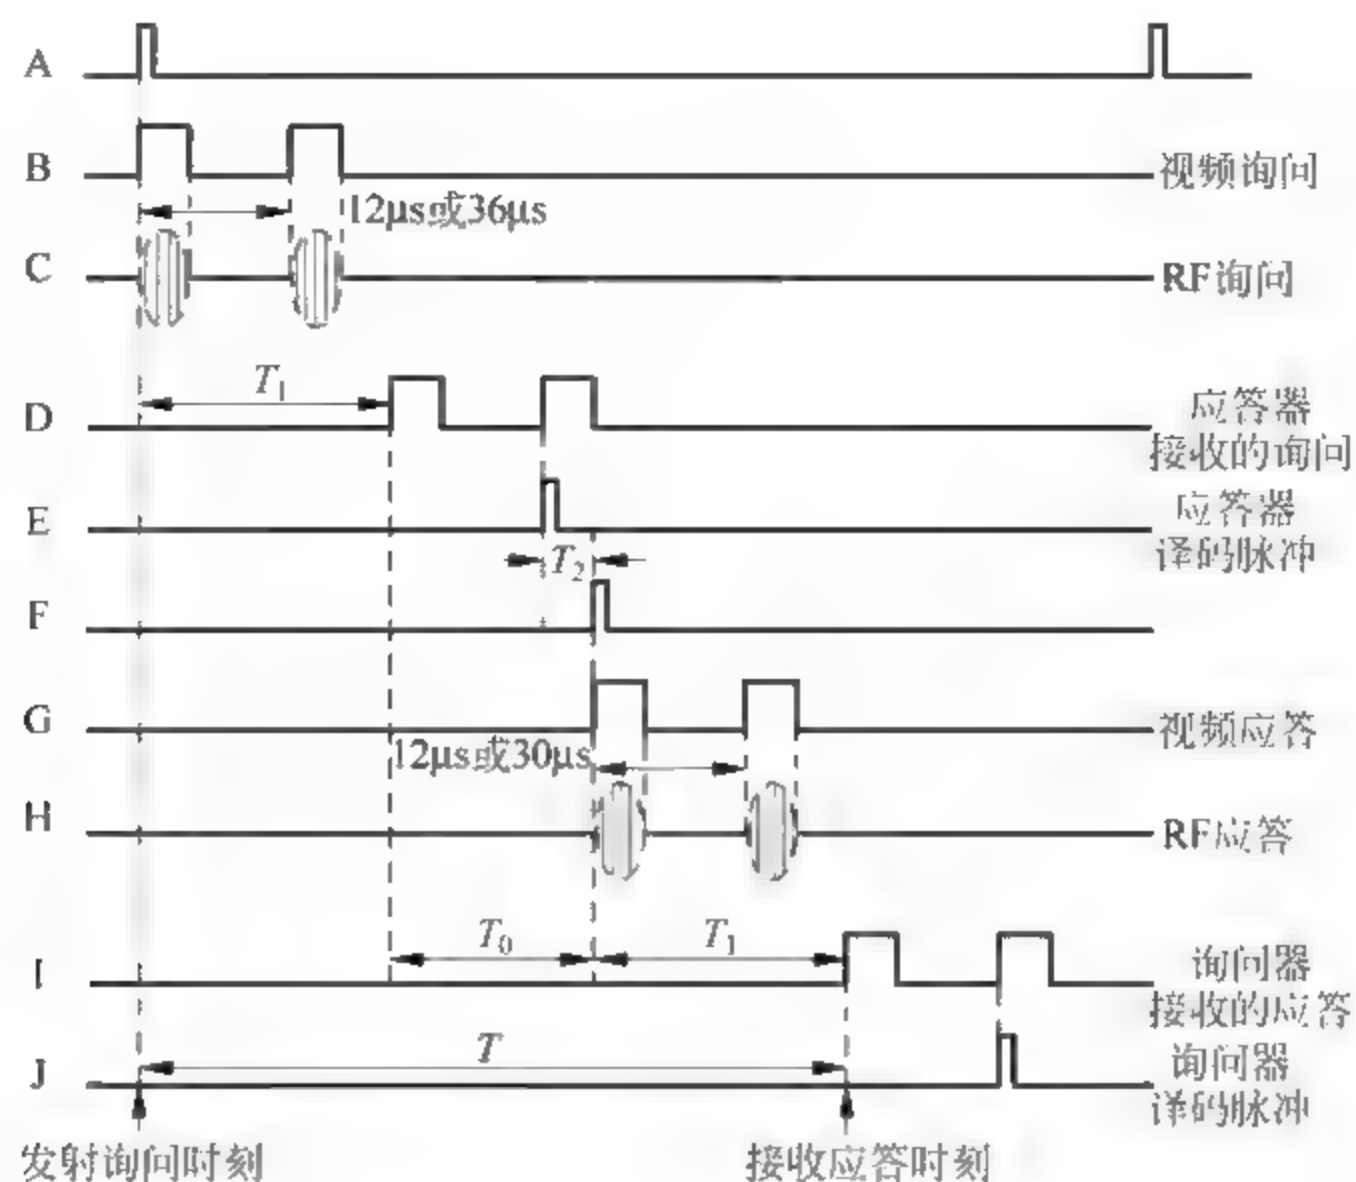 A
B
视频询问
12μs或36μs
C
RF询问
T₁
D
应答器
接收的询问
E
应答器
译码脉冲
T₂
F
G
视频应答
12μs或30μs
H
RF应答
T₀
T₁
I
询问器
接收的应答
T
J
询问器
译码脉冲
发射询问时刻
接收应答时刻